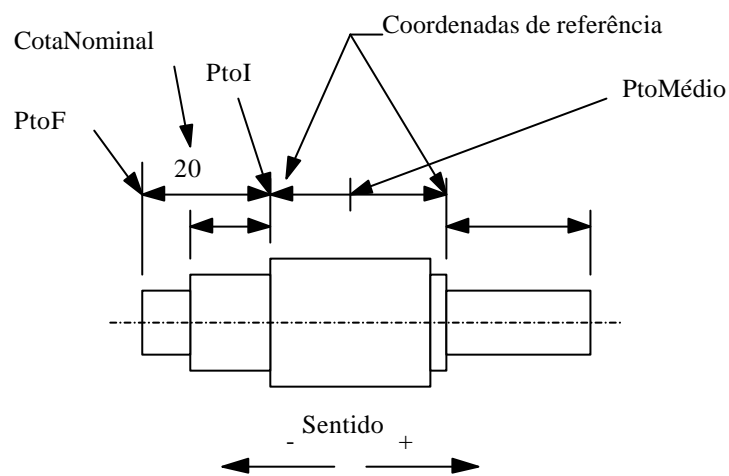 Coordenadas de referência
CotaNominal
PtoI
PtoMédio
PtoF
20
Sentido
- +